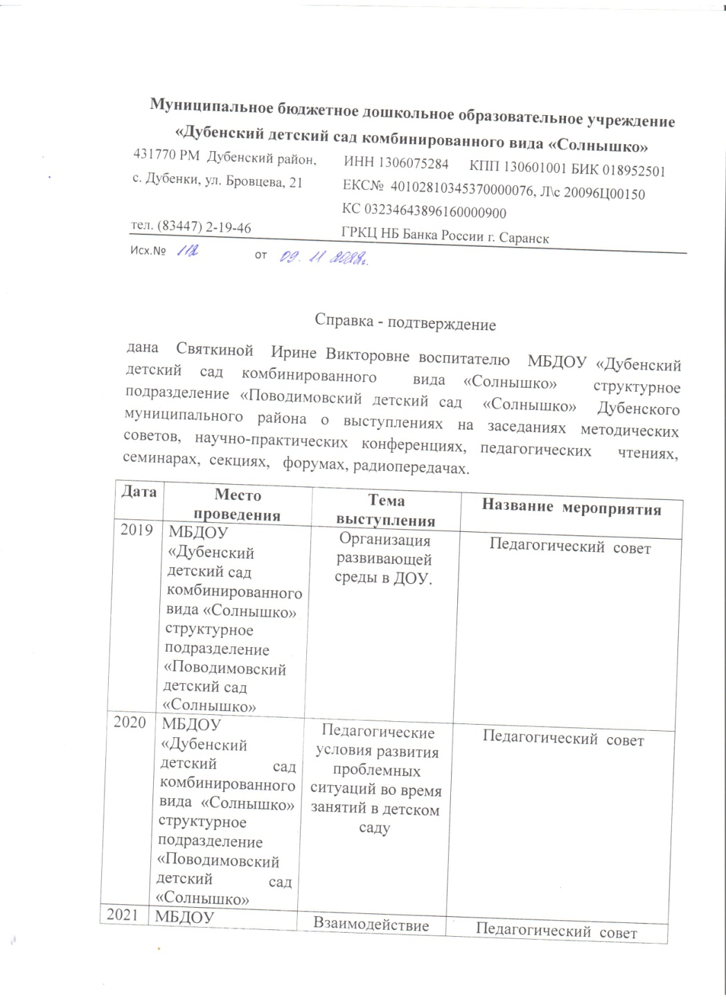 Муниципальное бюджетное дошкольное образовательное учреждение
«Дубенский детский сад комбинированного вида «Солнышко»
431770 РМ Дубенский район, ИНН 1306075284 КПП 130601001 БИК 018952501
с. Дубенки, ул. Бровцева, 21 ЕКС№ 40102810345370000076, Л\с 20096Ц00150
КС 03234643896160000900
тел. (83447) 2-19-46 ГРКЦ НБ Банка России г. Саранск
Исх.№ 112 от 09. 11 2022г.
Справка - подтверждение
дана Святкиной Ирине Викторовне воспитателю МБДОУ «Дубенский
детский сад комбинированного вида «Солнышко» структурное
подразделение «Поводимовский детский сад «Солнышко» Дубенского
муниципального района о выступлениях на заседаниях методических
советов, научно-практических конференциях, педагогических чтениях,
семинарах, секциях, форумах, радиопередачах.
Дата
Место
проведения
Тема
выступления
Название мероприятия
2019
МБДОУ
«Дубенский
детский сад
комбинированного
вида «Солнышко»
структурное
подразделение
«Поводимовский
детский сад
«Солнышко»
Организация
развивающей
среды в ДОУ.
Педагогический совет
2020
МБДОУ
«Дубенский
детский сад
комбинированного
вида «Солнышко»
структурное
подразделение
«Поводимовский
детский сад
«Солнышко»
Педагогические
условия развития
проблемных
ситуаций во время
занятий в детском
саду
Педагогический совет
2021
МБДОУ
Взаимодействие
Педагогический совет